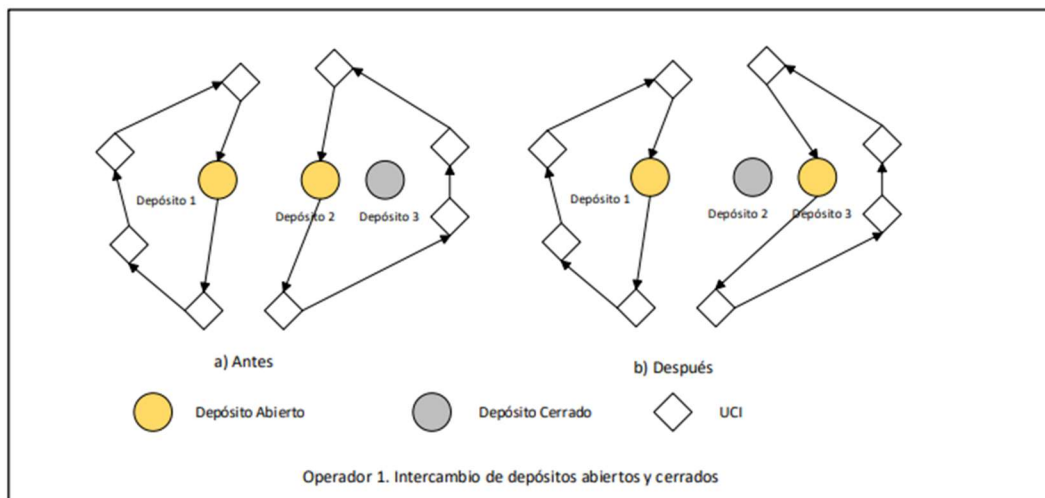 Depósito 1
Depósito 2
Depósito 3
Depósito 1
Depósito 2
Depósito 3
a) Antes
b) Después
Depósito Abierto
Depósito Cerrado
UCI
Operador 1. Intercambio de depósitos abiertos y cerrados